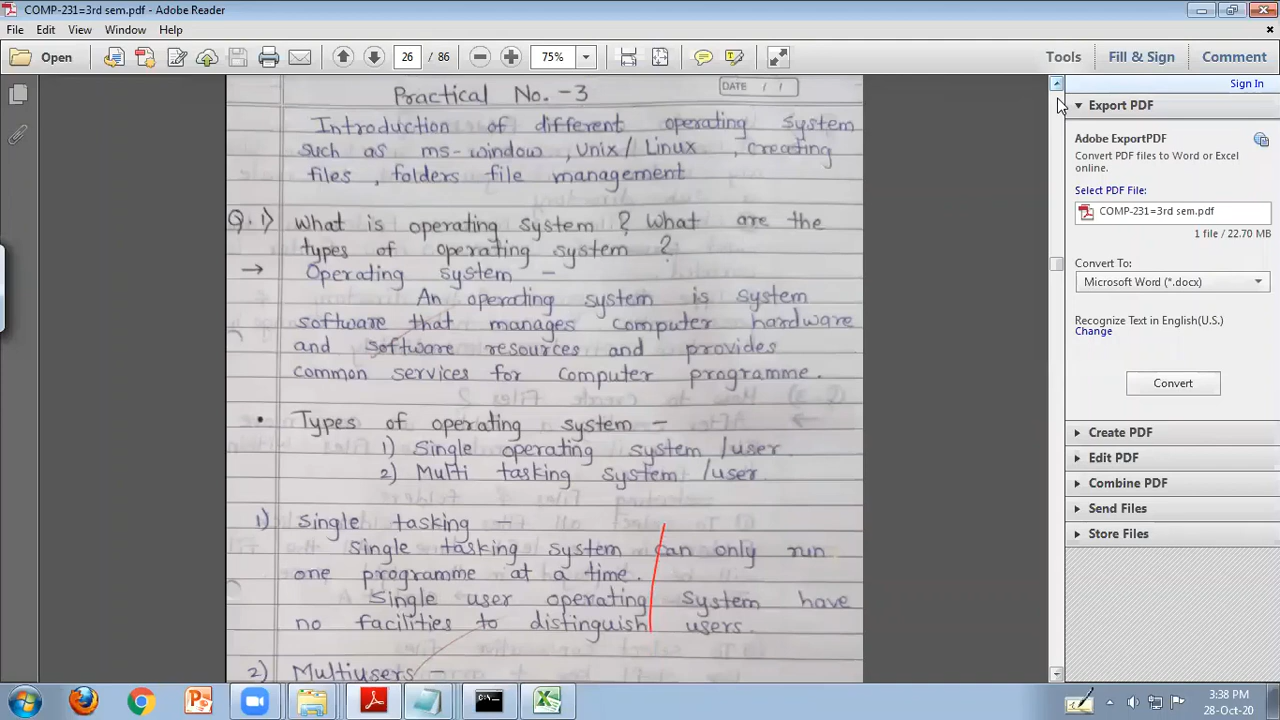 COMP-231=3rd sem.pdf - Adobe Reader
File Edit View Window Help
Open 26 / 86 75% Tools Fill & Sign Comment
Sign In
Export PDF
Adobe ExportPDF
Convert PDF files to Word or Excel
online.
Select PDF File:
COMP-231=3rd sem.pdf
1 file / 22.70 MB
Convert To:
Microsoft Word (*.docx)
Recognize Text in English(U.S.)
Change
Convert
Create PDF
Edit PDF
Combine PDF
Send Files
Store Files
Practical No. -3
DATE / /
Introduction of different operating system
such as ms-window , Unix/ Linux , creating
files , folders file management
Q.1) What is operating system ? What are the
types of operating system ?
→ Operating system -
An operating system is system
software that manages computer hardware
and software resources and provides
common services for computer programme.
• Types of operating system -
1) Single operating system /user
2) Multi tasking system /user
1) Single tasking -
Single tasking system can only run
one programme at a time.
Single user operating system have
no facilities to distinguish users.
2) Multiusers -
3:38 PM
28-Oct-20